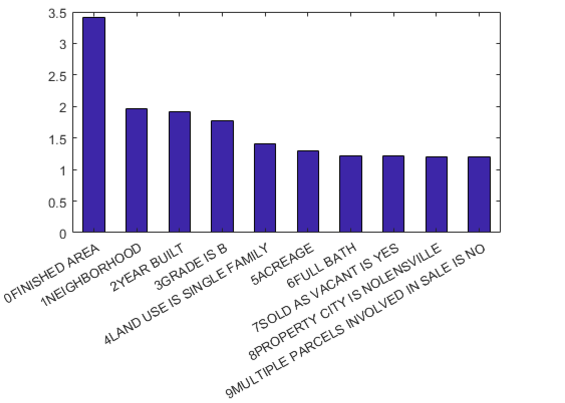 3.5
3
2.5
2
1.5
1
0.5
0
0FINISHED AREA
1NEIGHBORHOOD
2YEAR BUILT
3GRADE IS B
4LAND USE IS SINGLE FAMILY
5ACREAGE
6FULL BATH
7SOLD AS VACANT IS YES
8PROPERTY CITY IS NOLENSVILLE
9MULTIPLE PARCELS INVOLVED IN SALE IS NO